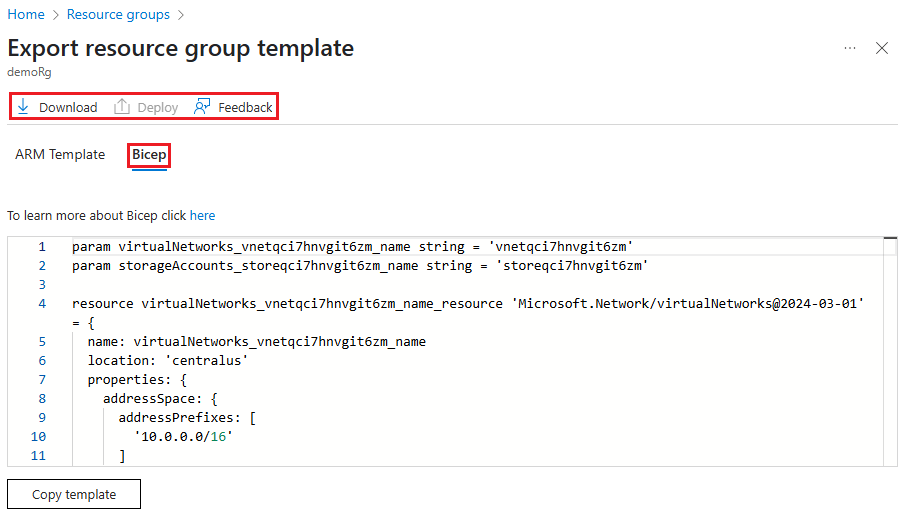 Home > Resource groups >
Export resource group template
demoRg
Download Deploy Feedback
ARM Template Bicep
To learn more about Bicep click here
1 param virtualNetworks_vnetqci7hnvgit6zm_name string = 'vnetqci7hnvgit6zm'
2 param storageAccounts_storeqci7hnvgit6zm_name string = 'storeqci7hnvgit6zm'
3
4 resource virtualNetworks_vnetqci7hnvgit6zm_name_resource 'Microsoft.Network/virtualNetworks@2024-03-01'
= {
5 name: virtualNetworks_vnetqci7hnvgit6zm_name
6 location: 'centralus'
7 properties: {
8 addressSpace: {
9 addressPrefixes: [
10 '10.0.0.0/16'
11 ]
Copy template